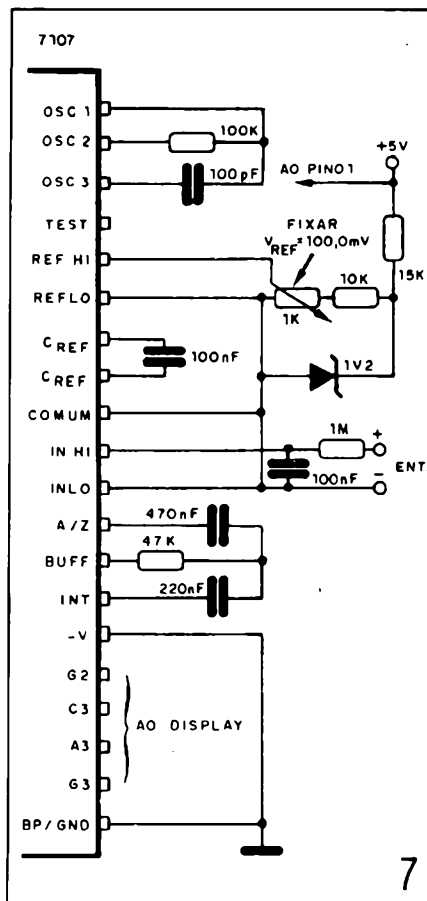 7107
OSC 1
OSC 2
100K
OSC 3
100pF
+5V
AO PINO 1
TEST
FIXAR
VREF = 100,0mV
REF HI
15K
REF LO
10K
1K
CREF
100nF
1V2
CREF
COMUM
1M
+
IN HI
ENT.
100nF
-
INLO
470nF
A/Z
47K
BUFF
220nF
INT
-V
G2
C3
AO DISPLAY
A3
G3
BP/GND
7